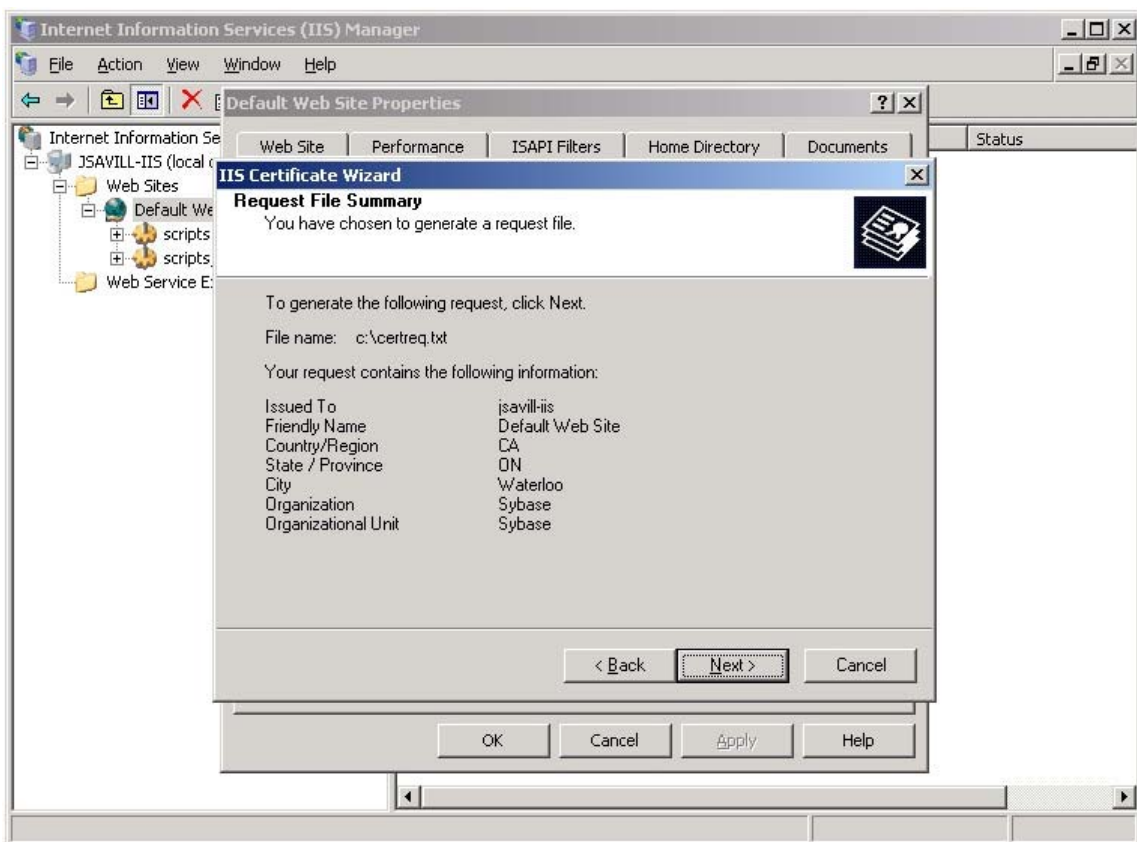 Internet Information Services (IIS) Manager
File Action View Window Help
Default Web Site Properties
Internet Information Se
Web Site Performance ISAPI Filters Home Directory Documents
Status
JSAVILL-IIS (local c
Web Sites
Default We
scripts
scripts_
Web Service E
IIS Certificate Wizard
Request File Summary
You have chosen to generate a request file.
To generate the following request, click Next.
File name: c:\certreq.txt
Your request contains the following information:
Issued To jsavill-iis
Friendly Name Default Web Site
Country/Region CA
State / Province ON
City Waterloo
Organization Sybase
Organizational Unit Sybase
< Back Next > Cancel
OK Cancel Apply Help